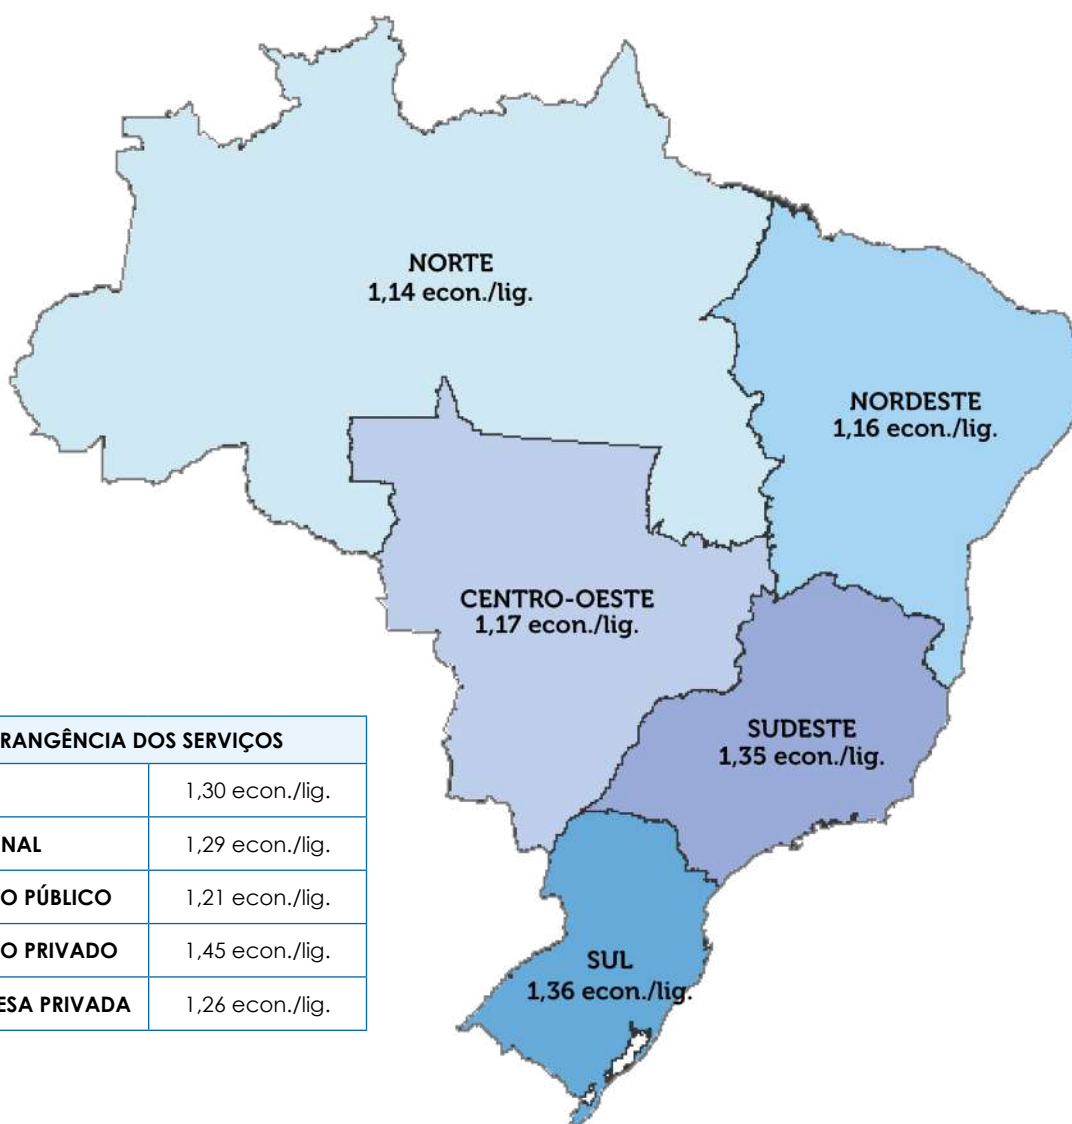 NORTE
1,14 econ./lig.
NORDESTE
1,16 econ./lig.
CENTRO-OESTE
1,17 econ./lig.
SUDESTE
1,35 econ./lig.
SUL
1,36 econ./lig.
RANGÊNCIA DOS SERVIÇOS
1,30 econ./lig.
NAL 1,29 econ./lig.
O PÚBLICO 1,21 econ./lig.
O PRIVADO 1,45 econ./lig.
ESA PRIVADA 1,26 econ./lig.